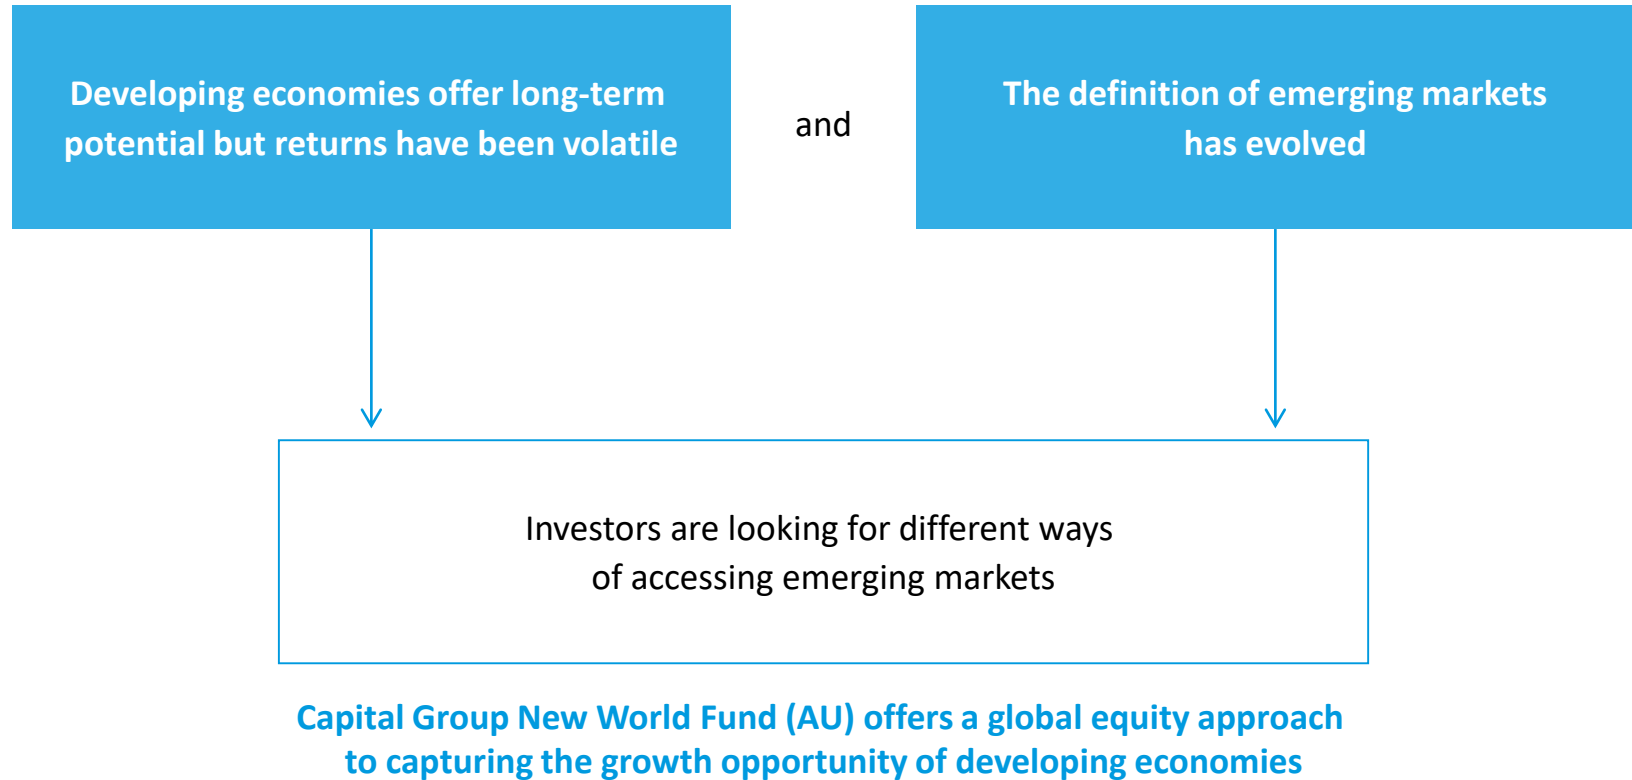 Developing economies offer long-term
potential but returns have been volatile
and
The definition of emerging markets
has evolved
Investors are looking for different ways
of accessing emerging markets
Capital Group New World Fund (AU) offers a global equity approach
to capturing the growth opportunity of developing economies